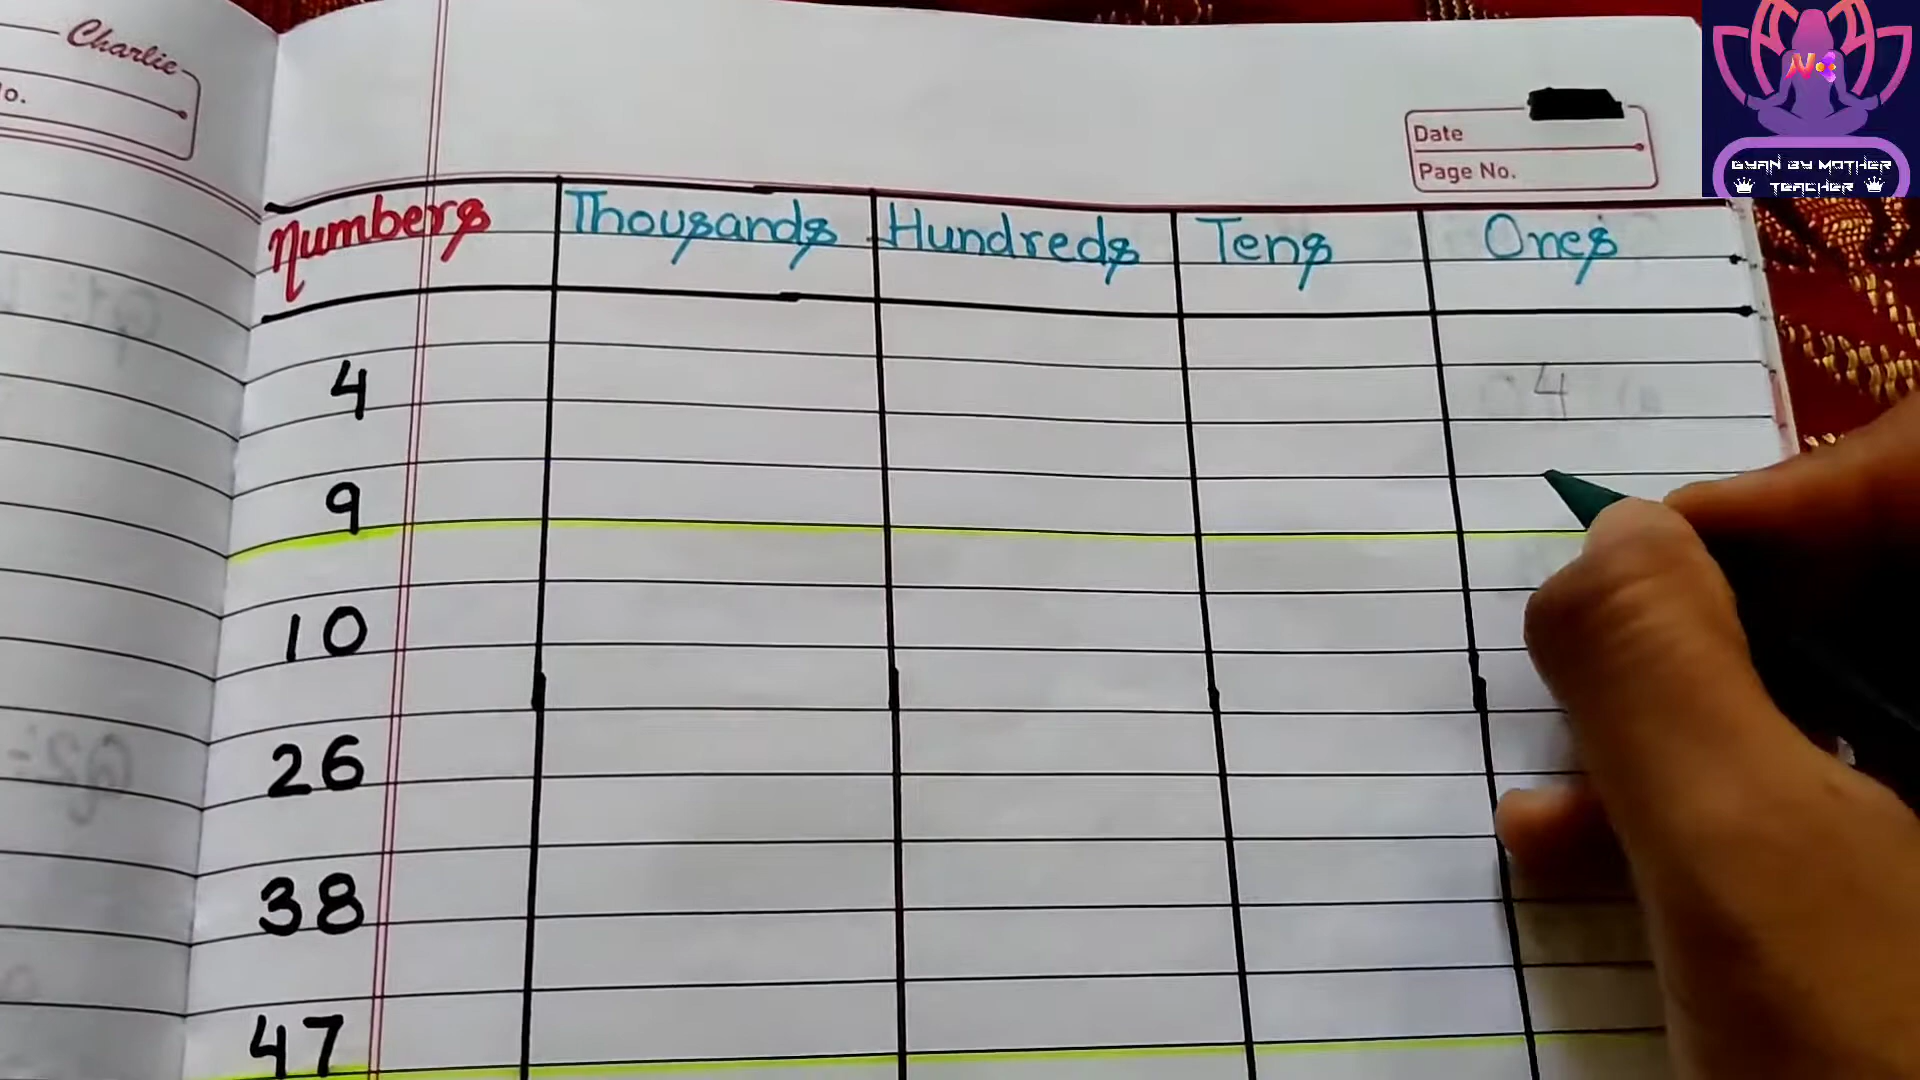 Charlie
o.
Date
Page No.
GYAN BY MOTHER
TEACHER
Numbers Thousands Hundreds Tens Ones
4 4
9
10
26
38
47